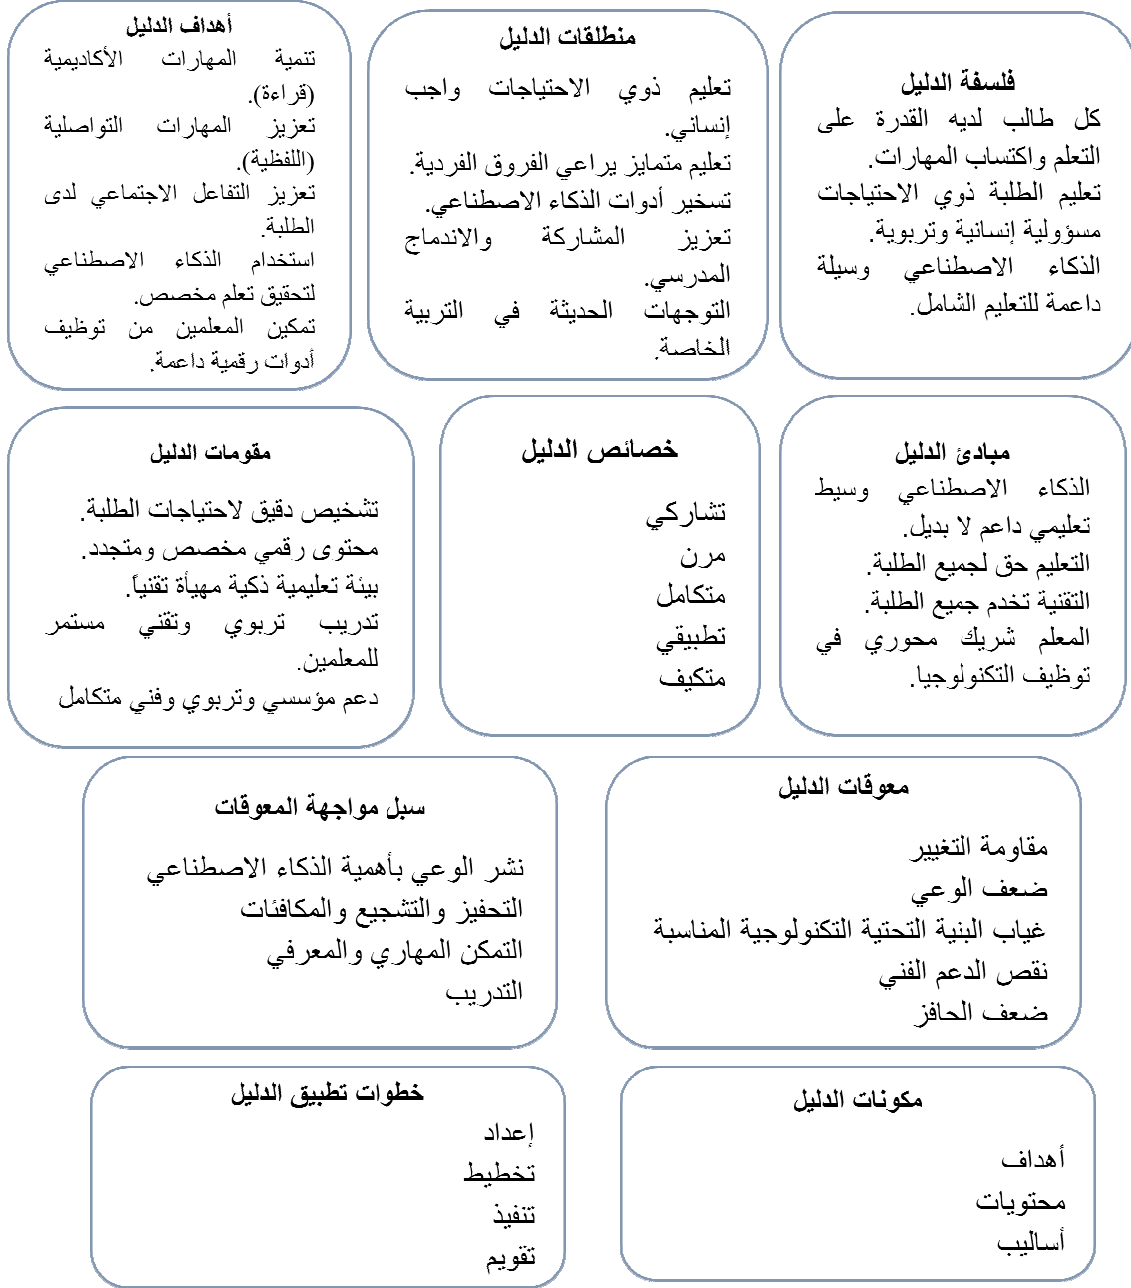 فلسفة الدليل
كل طالب لديه القدرة على
التعلم واكتساب المهارات.
تعليم الطلبة ذوي الاحتياجات
مسؤولية إنسانية وتربوية.
الذكاء الاصطناعي وسيلة
داعمة للتعليم الشامل.
منطلقات الدليل
تعليم ذوي الاحتياجات واجب
إنساني.
تعليم متمايز يراعي الفروق الفردية.
تسخير أدوات الذكاء الاصطناعي.
تعزيز المشاركة والاندماج
المدرسي.
التوجهات الحديثة في التربية
الخاصة.
أهداف الدليل
تنمية المهارات الأكاديمية
(قراءة).
تعزيز المهارات التواصلية
(اللفظية).
تعزيز التفاعل الاجتماعي لدى
الطلبة.
استخدام الذكاء الاصطناعي
لتحقيق تعلم مخصص.
تمكين المعلمين من توظيف
أدوات رقمية داعمة.
مبادئ الدليل
الذكاء الاصطناعي وسيط
تعليمي داعم لا بديل.
التعليم حق لجميع الطلبة.
التقنية تخدم جميع الطلبة.
المعلم شريك محوري في
توظيف التكنولوجيا.
خصائص الدليل
تشاركي
مرن
متكامل
تطبيقي
متكيف
مقومات الدليل
تشخيص دقيق لاحتياجات الطلبة.
محتوى رقمي مخصص ومتجدد.
بيئة تعليمية ذكية مهيأة تقنياً.
تدريب تربوي وتقني مستمر
للمعلمين.
دعم مؤسسي وتربوي وفني متكامل
معوقات الدليل
مقاومة التغيير
ضعف الوعي
غياب البنية التحتية التكنولوجية المناسبة
نقص الدعم الفني
ضعف الحافز
سبل مواجهة المعوقات
نشر الوعي بأهمية الذكاء الاصطناعي
التحفيز والتشجيع والمكافئات
التمكن المهاري والمعرفي
التدريب
مكونات الدليل
أهداف
محتويات
أساليب
خطوات تطبيق الدليل
إعداد
تخطيط
تنفيذ
تقويم